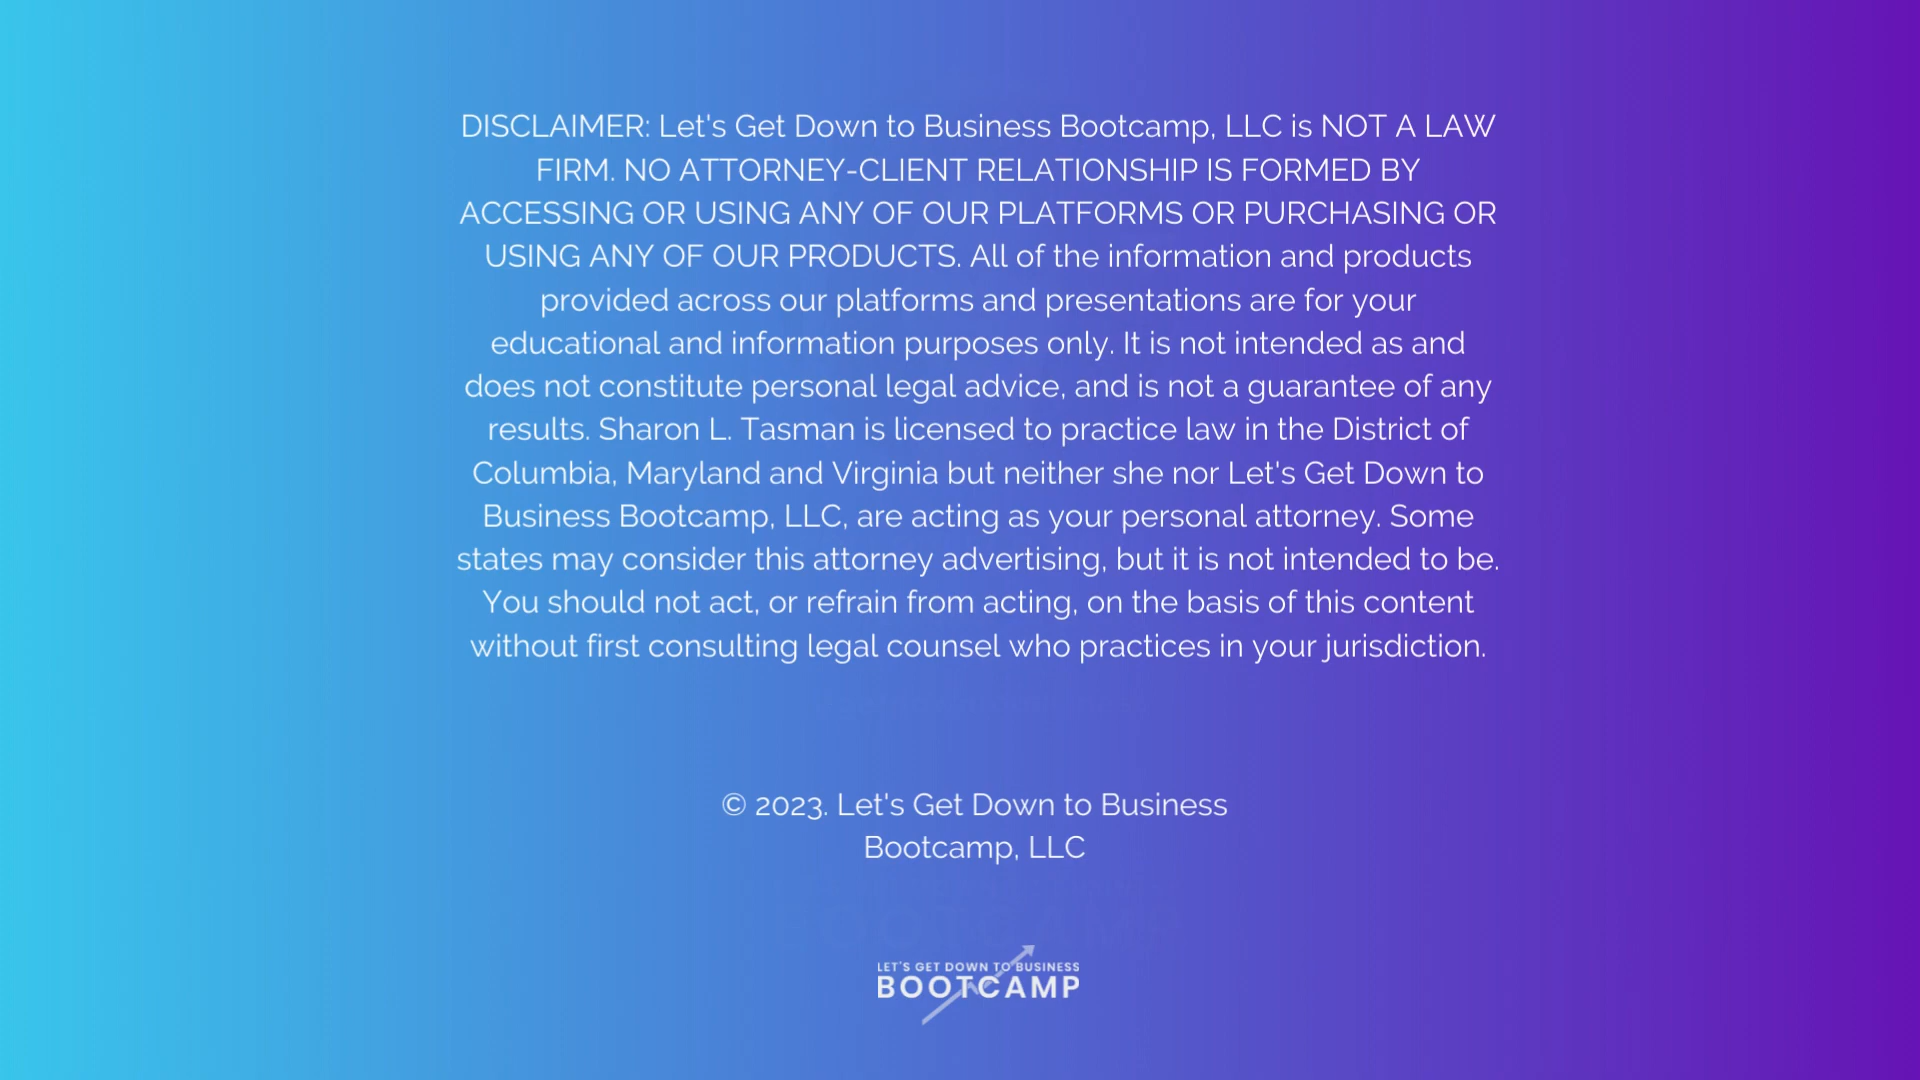 DISCLAIMER: Let's Get Down to Business Bootcamp, LLC is NOT A LAW
FIRM. NO ATTORNEY-CLIENT RELATIONSHIP IS FORMED BY
ACCESSING OR USING ANY OF OUR PLATFORMS OR PURCHASING OR
USING ANY OF OUR PRODUCTS. All of the information and products
provided across our platforms and presentations are for your
educational and information purposes only. It is not intended as and
does not constitute personal legal advice, and is not a guarantee of any
results. Sharon L. Tasman is licensed to practice law in the District of
Columbia, Maryland and Virginia but neither she nor Let's Get Down to
Business Bootcamp, LLC, are acting as your personal attorney. Some
states may consider this attorney advertising, but it is not intended to be.
You should not act, or refrain from acting, on the basis of this content
without first consulting legal counsel who practices in your jurisdiction.
© 2023. Let's Get Down to Business
Bootcamp, LLC
LET'S GET DOWN TO BUSINESS
BOOTCAMP